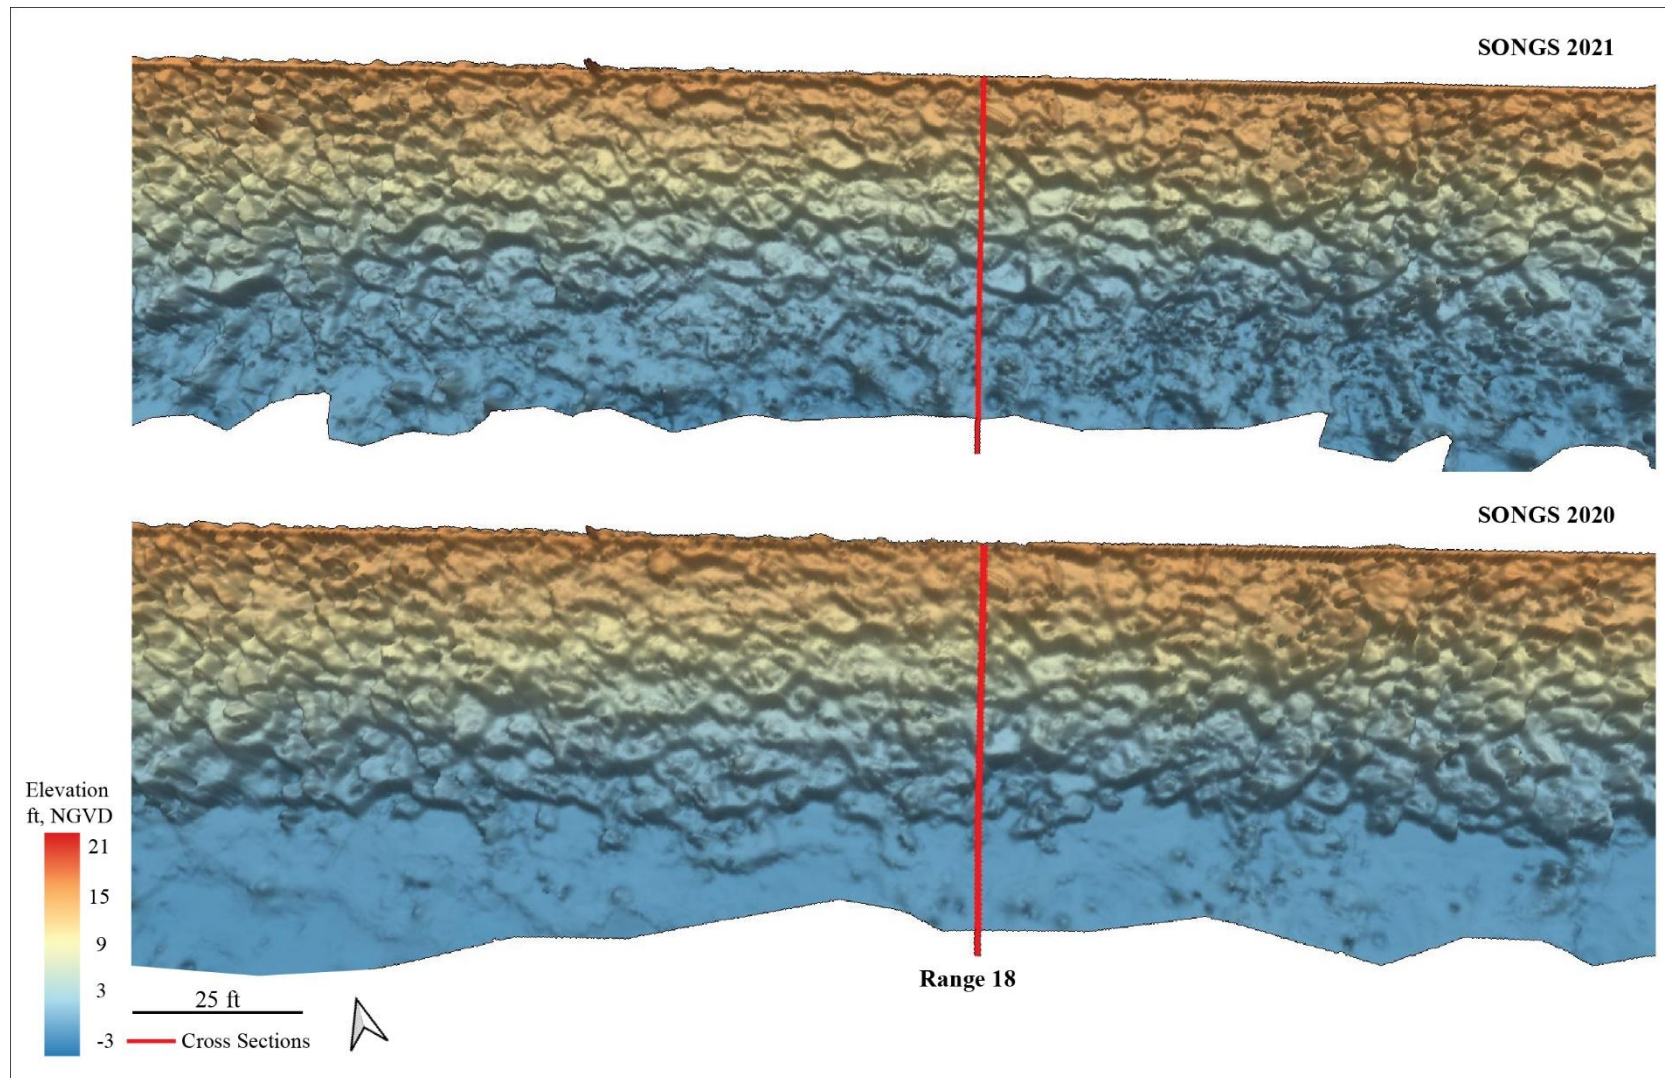 SONGS 2021
SONGS 2020
Elevation
ft, NGVD
21
15
9
3
-3
Range 18
25 ft
Cross Sections